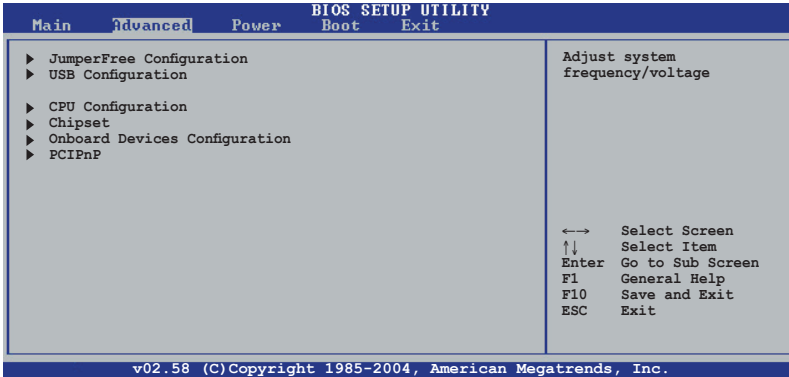 BIOS SETUP UTILITY
Main Advanced Power Boot Exit
JumperFree Configuration
USB Configuration
CPU Configuration
Chipset
Onboard Devices Configuration
PCIPnP
Adjust system
frequency/voltage
←→ Select Screen
↑↓ Select Item
Enter Go to Sub Screen
F1 General Help
F10 Save and Exit
ESC Exit
v02.58 (C)Copyright 1985-2004, American Megatrends, Inc.